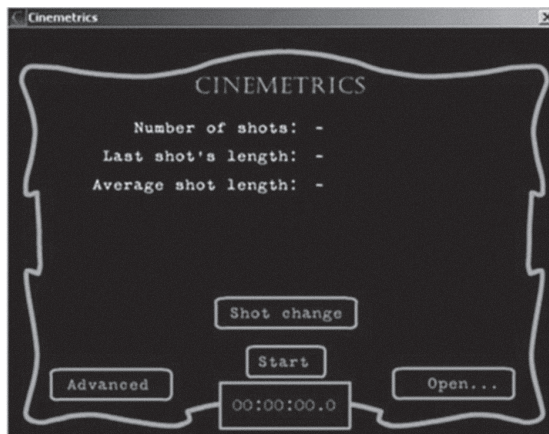 Cinemetrics
CINEMETRICS
Number of shots: -
Last shot's length: -
Average shot length: -
Shot change
Start
Advanced
Open...
00:00:00.0